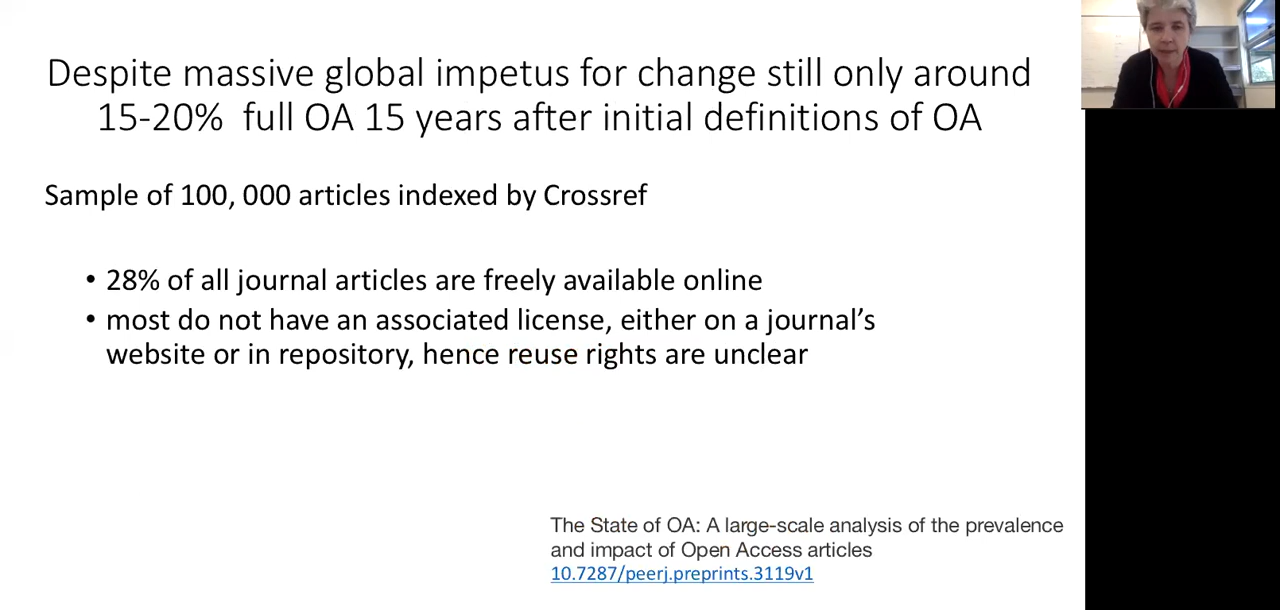 Despite massive global impetus for change still only around
15-20% full OA 15 years after initial definitions of OA
Sample of 100, 000 articles indexed by Crossref
• 28% of all journal articles are freely available online
• most do not have an associated license, either on a journal’s
website or in repository, hence reuse rights are unclear
The State of OA: A large-scale analysis of the prevalence
and impact of Open Access articles
10.7287/peerj.preprints.3119v1